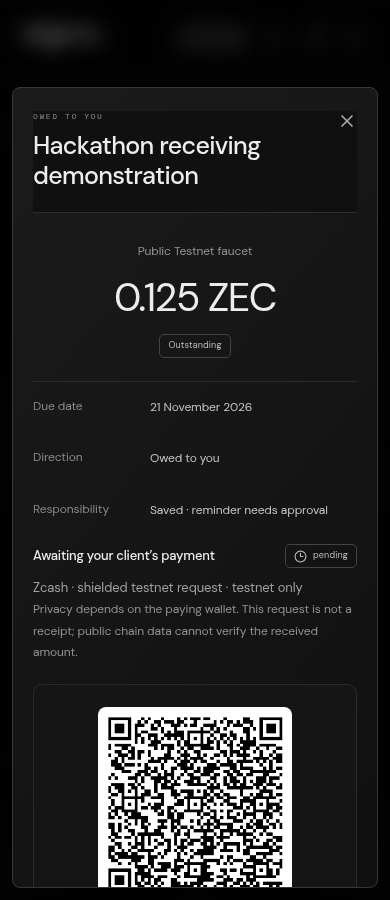 OWED TO YOU
Hackathon receiving
demonstration
Public Testnet faucet
0.125 ZEC
Outstanding
Due date
21 November 2026
Direction
Owed to you
Responsibility
Saved · reminder needs approval
Awaiting your client’s payment
pending
Zcash · shielded testnet request · testnet only
Privacy depends on the paying wallet. This request is not a
receipt; public chain data cannot verify the received
amount.